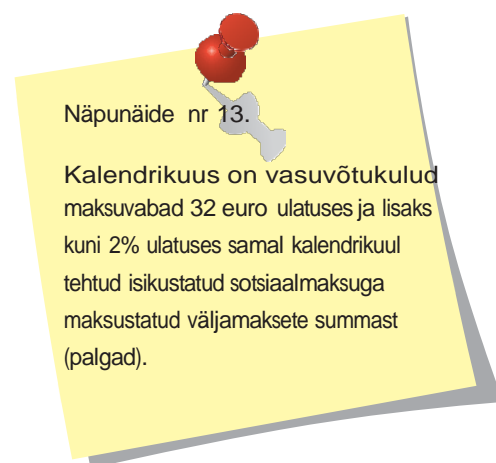 Näpunäide nr 13.
Kalendrikuus on vasuvõtukulud
maksuvabad 32 euro ulatuses ja lisaks
kuni 2% ulatuses samal kalendrikuul
tehtud isikustatud sotsiaalmaksuga
maksustatud väljamaksete summast
(palgad).